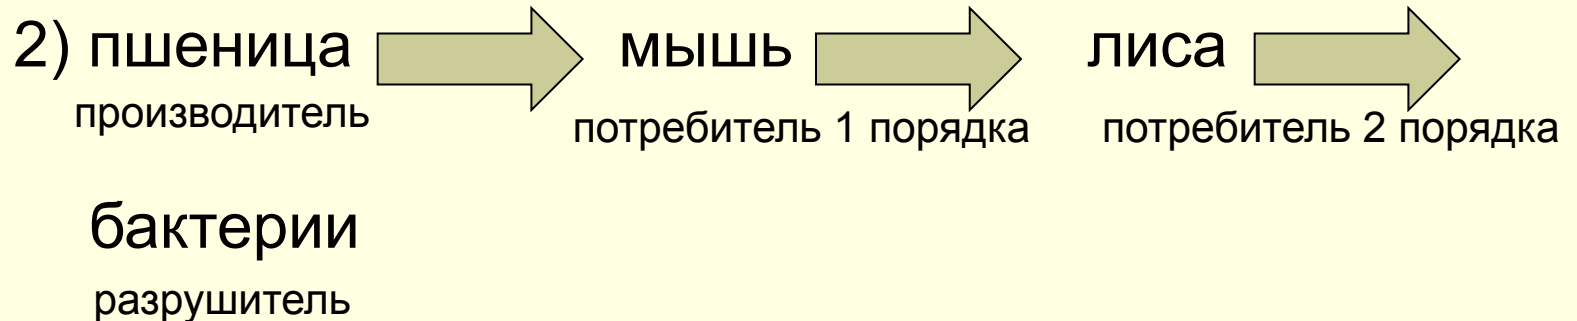 2) пшеница мышь лиса
производитель потребитель 1 порядка потребитель 2 порядка
бактерии
разрушитель